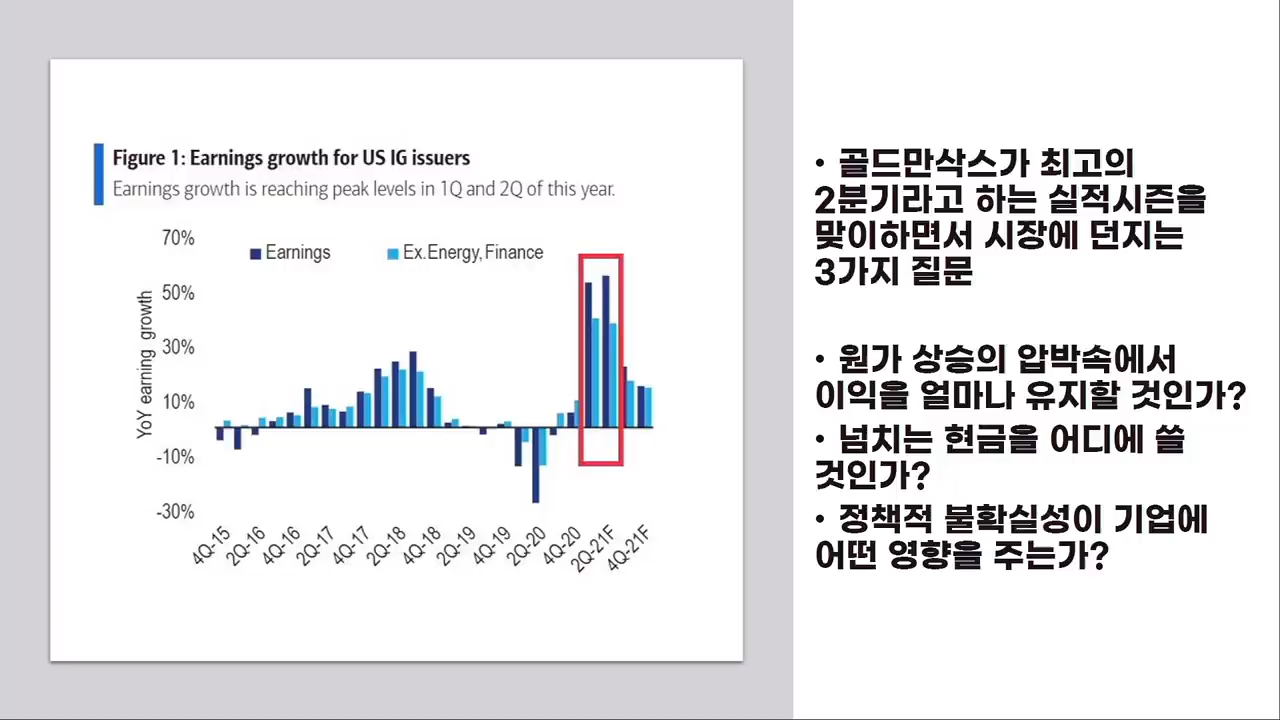 Figure 1: Earnings growth for US IG issuers
Earnings growth is reaching peak levels in 1Q and 2Q of this year.
Earnings
Ex.Energy,Finance
YoY earning growth
70%
50%
30%
10%
-10%
-30%
4Q-15
2Q-16
4Q-16
2Q-17
4Q-17
2Q-18
4Q-18
2Q-19
4Q-19
2Q-20
4Q-20
2Q-21F
4Q-21F
• 골드만삭스가 최고의
2분기라고 하는 실적시즌을
맞이하면서 시장에 던지는
3가지 질문
• 원가 상승의 압박속에서
이익을 얼마나 유지할 것인가?
• 넘치는 현금을 어디에 쓸
것인가?
• 정책적 불확실성이 기업에
어떤 영향을 주는가?